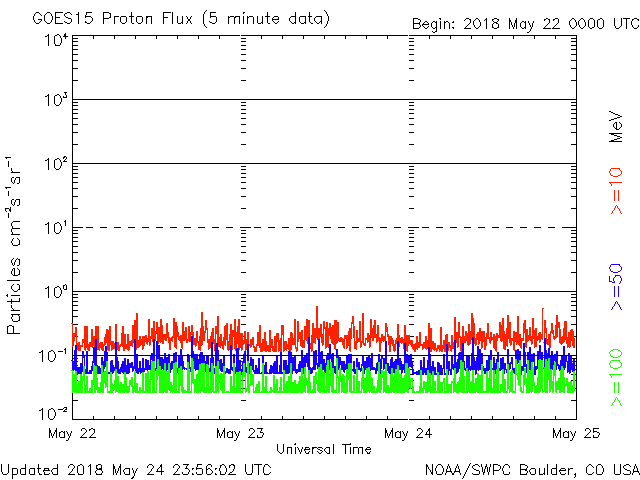 GOES15 Proton Flux (5 minute data)
Begin: 2018 May 22 0000 UTC
10⁴
10³
10²
10¹
10⁰
10⁻¹
10⁻²
Particles cm⁻²s⁻¹sr⁻¹
MeV
>=10
>=50
>=100
May 22
May 23
May 24
May 25
Universal Time
Updated 2018 May 24 23:56:02 UTC
NOAA/SWPC Boulder, CO USA